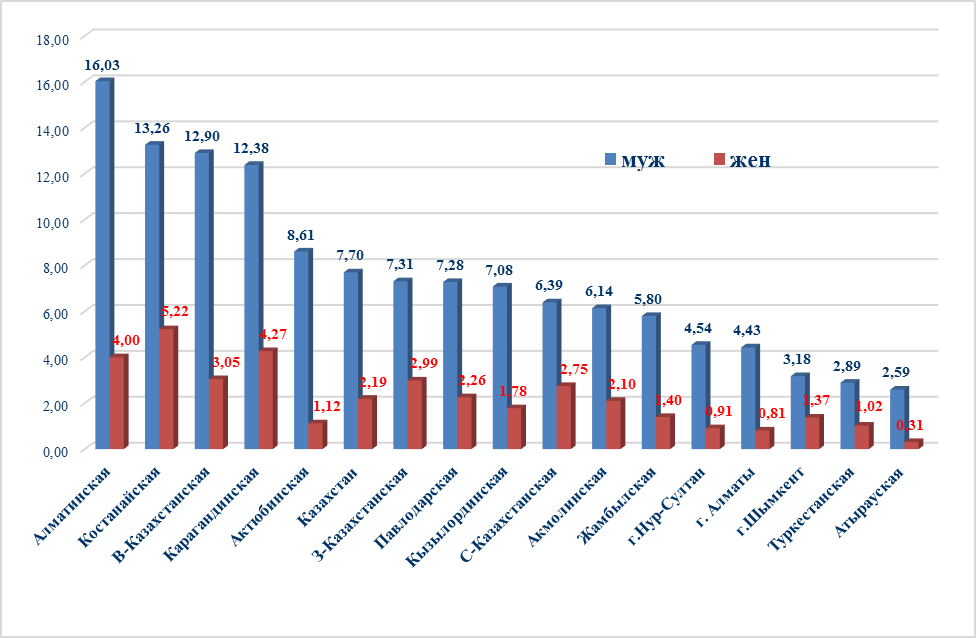 18,00
16,00
14,00
12,00
10,00
8,00
6,00
4,00
2,00
0,00
16,03
13,26
12,90
12,38
8,61
7,70
7,31
7,28
7,08
6,39
6,14
5,80
4,54
4,43
3,18
2,89
2,59
4,00
5,22
3,05
4,27
1,12
2,19
2,99
2,26
1,78
2,75
2,10
1,40
0,91
0,81
1,37
1,02
0,31
муж жен
Алматинская
Костанайская
В-Казахстанская
Карагандинская
Актюбинская
Казахстан
З-Казахстанская
Павлодарская
Кызылординская
С-Казахстанская
Акмолинская
Жамбылская
г.Нур-Султан
г. Алматы
г.Шымкент
Туркестанская
Атырауская